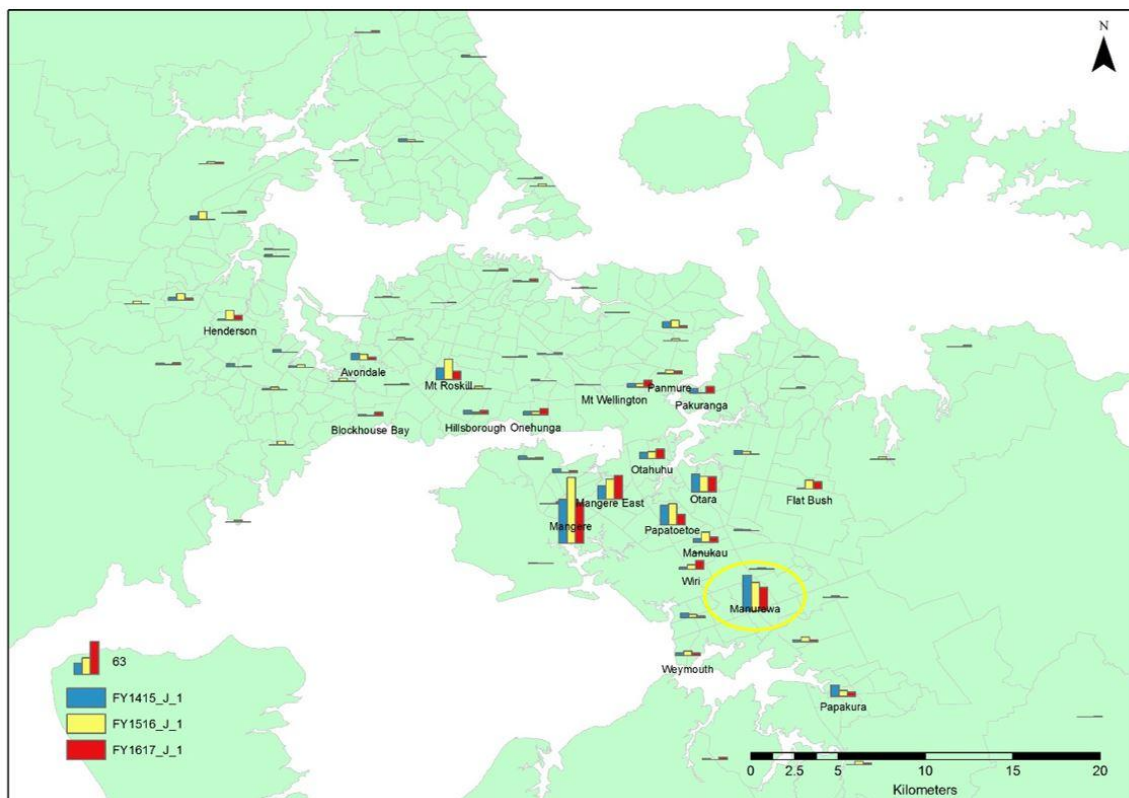 N
Henderson
Avondale
Mt Roskill
Blockhouse Bay
Hillsborough
Onehunga
Mt Wellington
Panmure
Pakuranga
Otahuhu
Mangere East
Mangere
Otara
Papatoetoe
Flat Bush
Manukau
Wiri
Manurewa
Weymouth
Papakura
63
FY1415_J_1
FY1516_J_1
FY1617_J_1
0 2.5 5 10 15 20
Kilometers